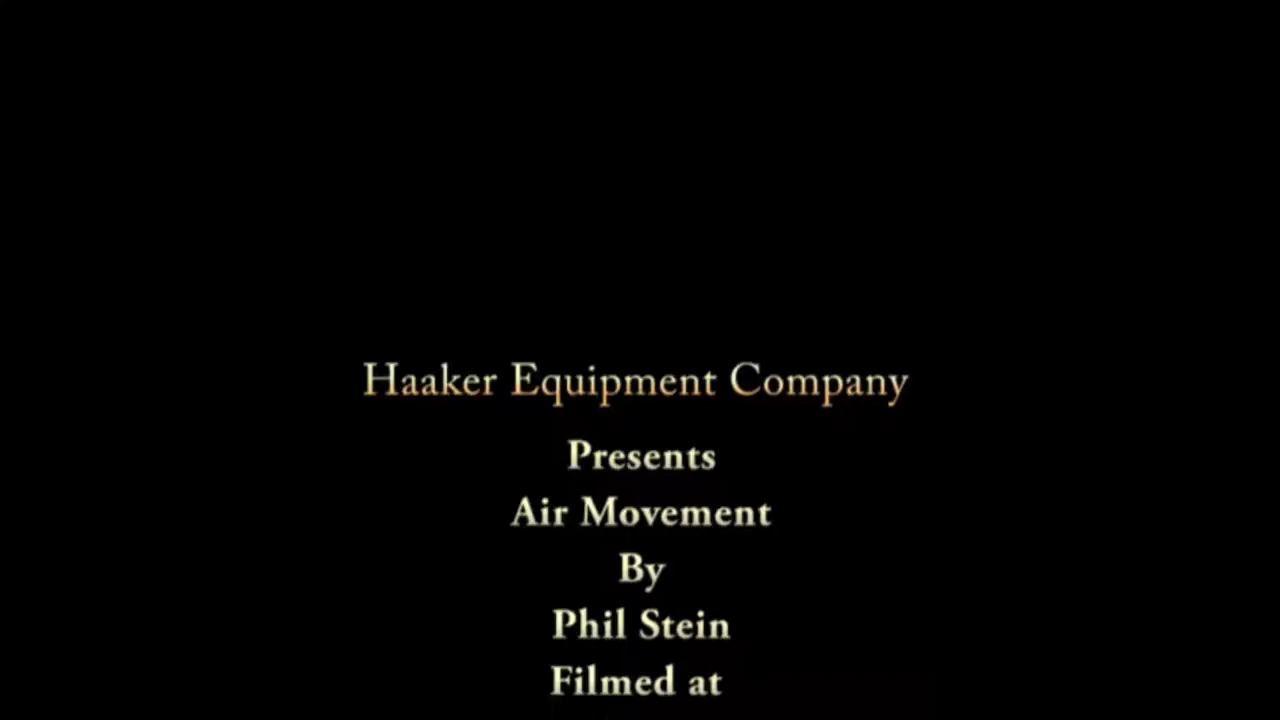 Haaker Equipment Company
Presents
Air Movement
By
Phil Stein
Filmed at